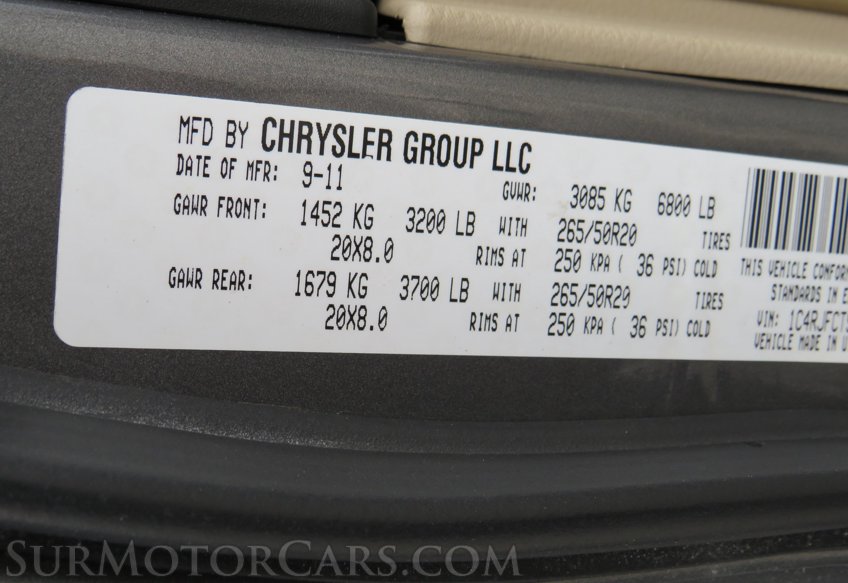 MFD BY CHRYSLER GROUP LLC
DATE OF MFR: 9-11 GVWR: 3085 KG 6800 LB
GAWR FRONT: 1452 KG 3200 LB WITH 265/50R20 TIRES
20X8.0 RIMS AT 250 KPA ( 36 PSI) COLD
GAWR REAR: 1679 KG 3700 LB WITH 265/50R20 TIRES
20X8.0 RIMS AT 250 KPA ( 36 PSI) COLD
THIS VEHICLE CONFORM
STANDARDS IN E
VIN: 1C4RJFCT
VEHICLE MADE IN U
SURMOTORCARS.COM